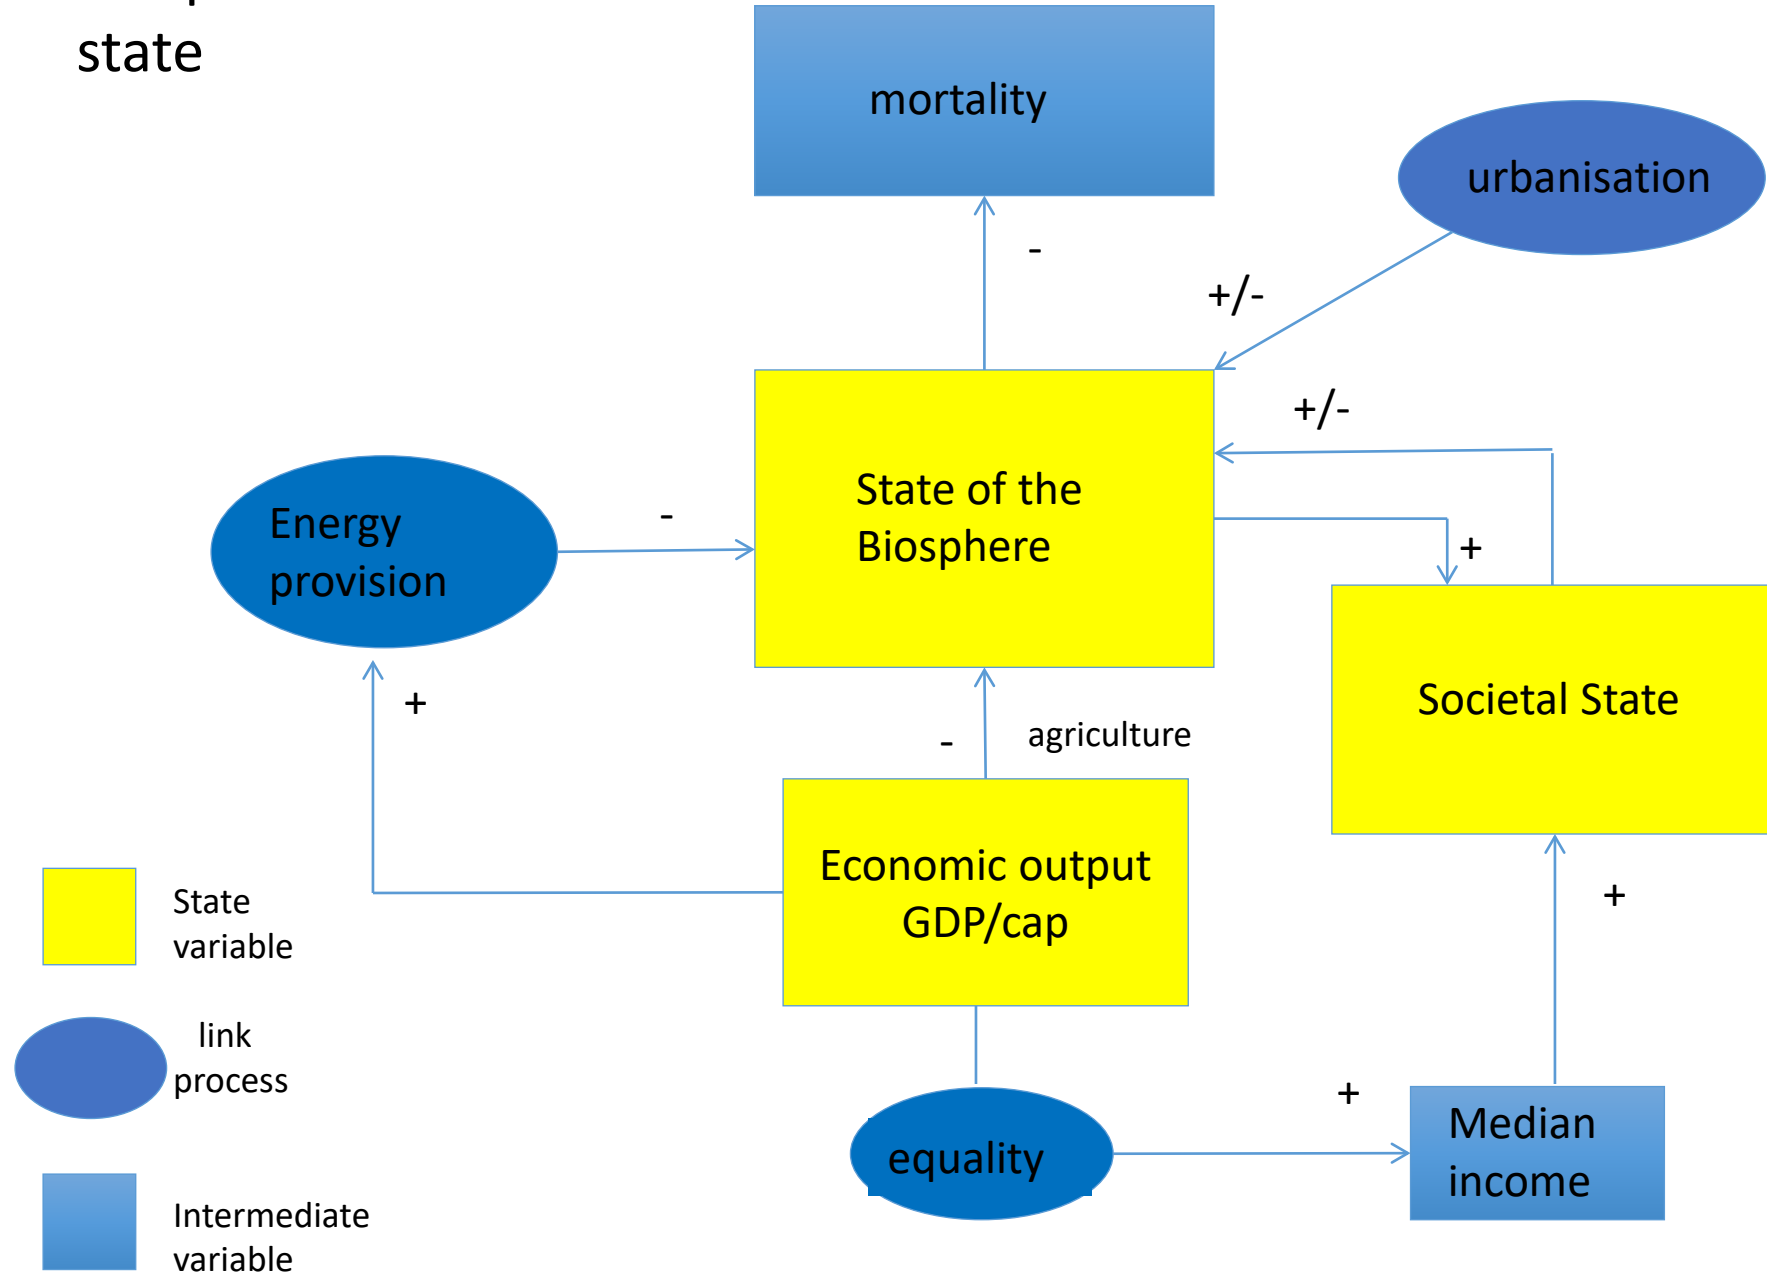 state
mortality
urbanisation
-
+/-
+/-
State of the
Biosphere
Energy
provision
-
+
Societal State
+
-
agriculture
Economic output
GDP/cap
+
State
variable
link
process
+
equality
Median
income
Intermediate
variable